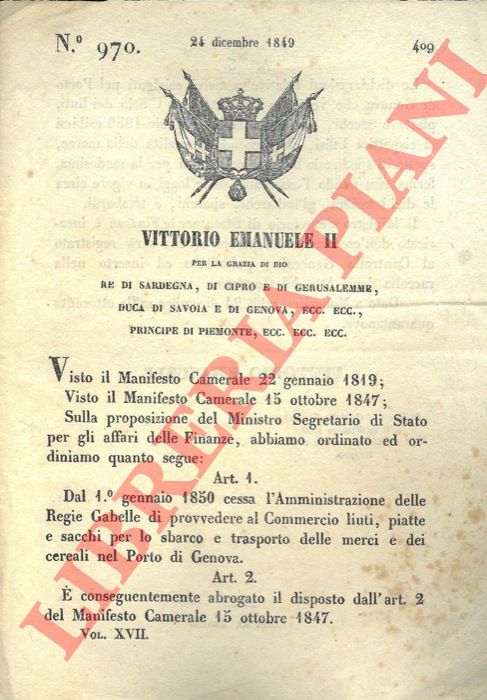 N.º 970.
24 dicembre 1849
409
VITTORIO EMANUELE II
PER LA GRAZIA DI DIO
RE DI SARDEGNA, DI CIPRO E DI GERUSALEMME,
DUCA DI SAVOIA E DI GENOVA, ECC. ECC.,
PRINCIPE DI PIEMONTE, ECC. ECC. ECC.
Visto il Manifesto Camerale 22 gennaio 1819;
Visto il Manifesto Camerale 15 ottobre 1847;
Sulla proposizione del Ministro Segretario di Stato
per gli affari delle Finanze, abbiamo ordinato ed or-
diniamo quanto segue:
Art. 1.
Dal 1.º gennaio 1850 cessa l'Amministrazione delle
Regie Gabelle di provvedere al Commercio liuti, piatte
e sacchi per lo sbarco e trasporto delle merci e dei
cereali nel Porto di Genova.
Art. 2.
È conseguentemente abrogato il disposto dall'art. 2
del Manifesto Camerale 15 ottobre 1847.
VOL. XVII.
LIBRERIA PIANI